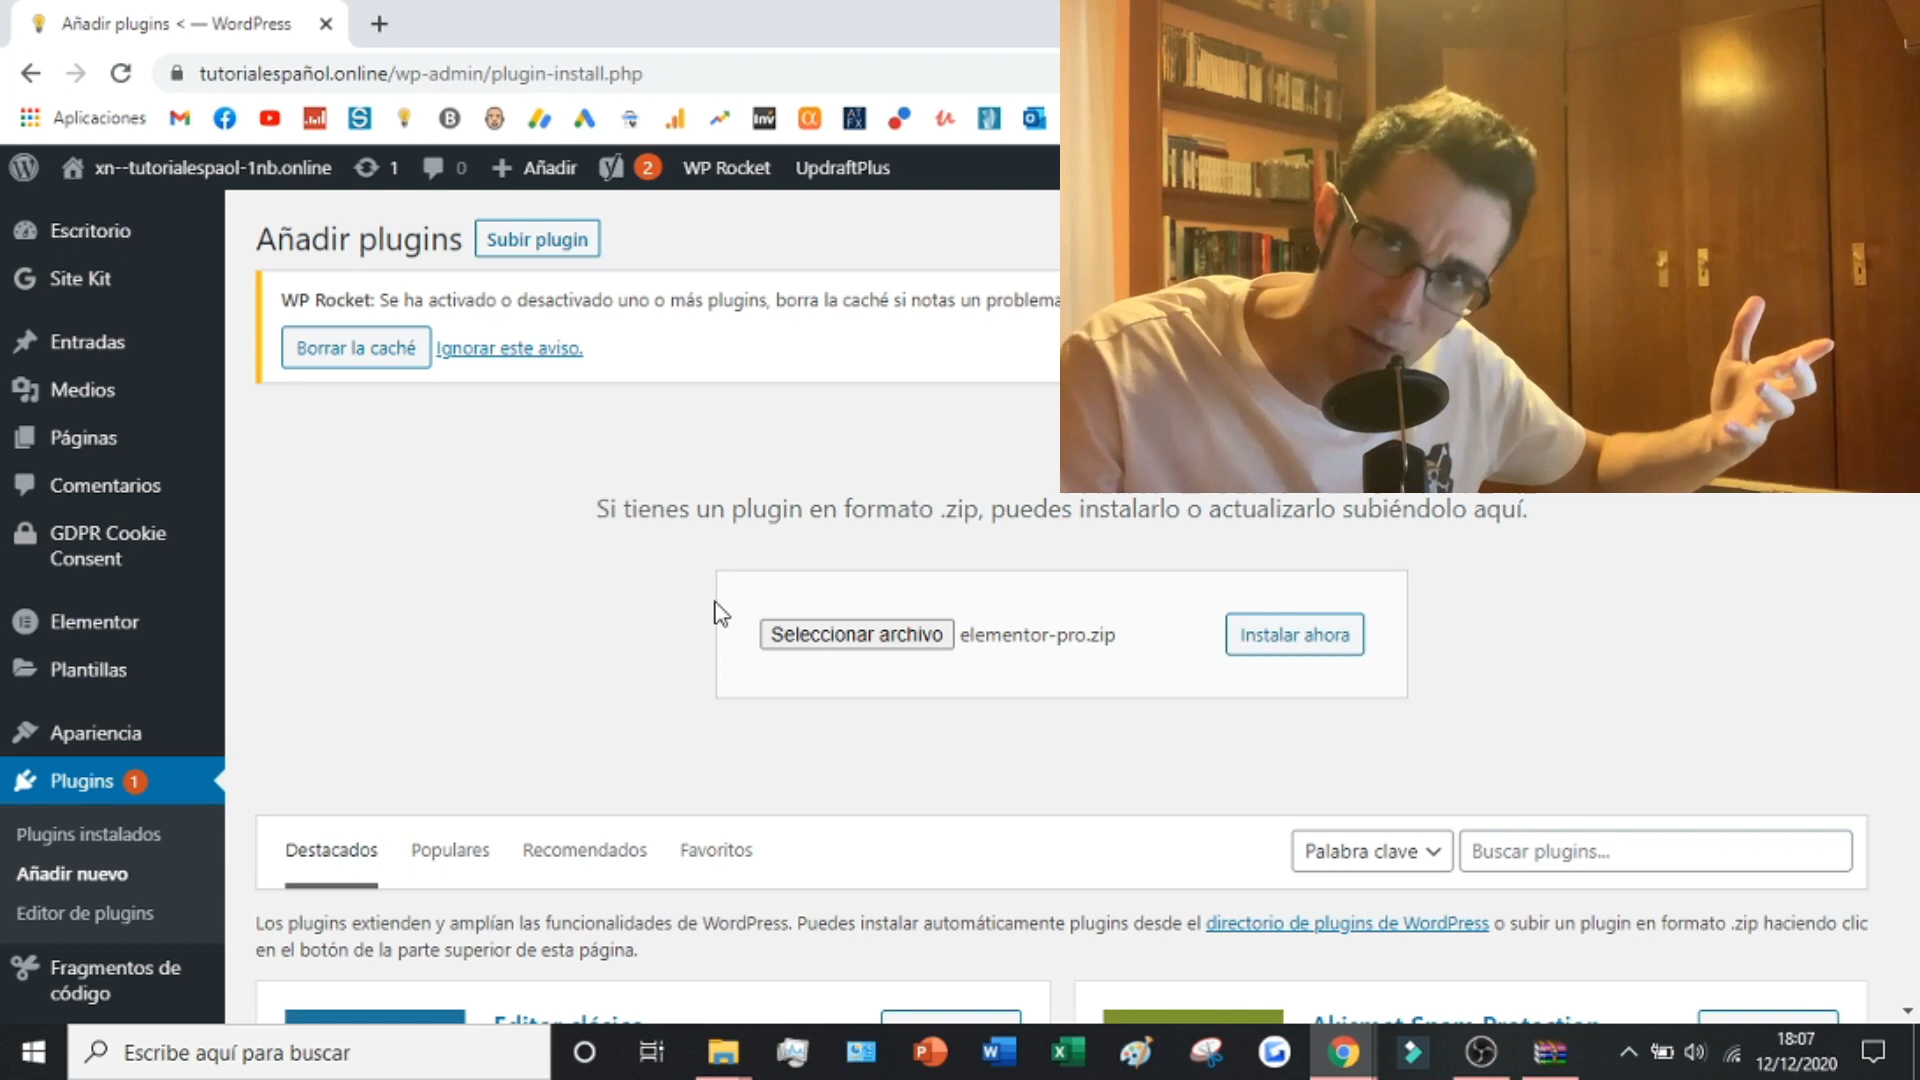 Añadir plugins < — WordPress
tutorialespañol.online/wp-admin/plugin-install.php
Aplicaciones
xn--tutorialespaol-1nb.online 1 0 Añadir 2 WP Rocket UpdraftPlus
Escritorio
Site Kit
Entradas
Medios
Páginas
Comentarios
GDPR Cookie
Consent
Elementor
Plantillas
Apariencia
Plugins 1
Plugins instalados
Añadir nuevo
Editor de plugins
Fragmentos de
código
Añadir plugins Subir plugin
WP Rocket: Se ha activado o desactivado uno o más plugins, borra la caché si notas un problema
Borrar la caché Ignorar este aviso.
Si tienes un plugin en formato .zip, puedes instalarlo o actualizarlo subiéndolo aquí.
Seleccionar archivo elementor-pro.zip Instalar ahora
Destacados Populares Recomendados Favoritos Palabra clave Buscar plugins...
Los plugins extienden y amplían las funcionalidades de WordPress. Puedes instalar automáticamente plugins desde el directorio de plugins de WordPress o subir un plugin en formato .zip haciendo clic
en el botón de la parte superior de esta página.
Editor clásico Akismet Spam Protection
Escribe aquí para buscar
18:07
12/12/2020